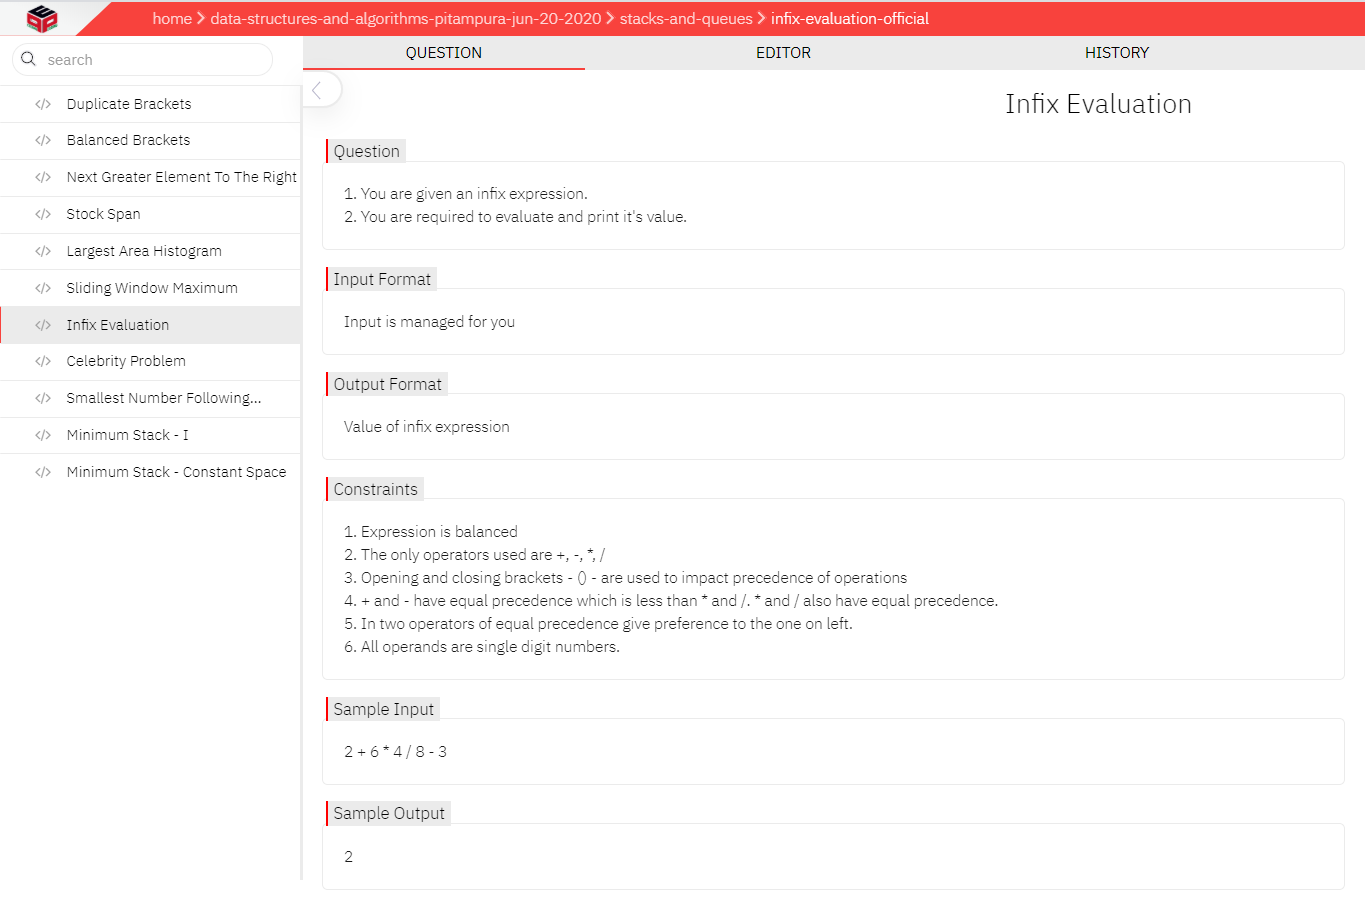 home > data-structures-and-algorithms-pitampura-jun-20-2020 > stacks-and-queues > infix-evaluation-official
search
QUESTION EDITOR HISTORY
</> Duplicate Brackets
</> Balanced Brackets
</> Next Greater Element To The Right
</> Stock Span
</> Largest Area Histogram
</> Sliding Window Maximum
</> Infix Evaluation
</> Celebrity Problem
</> Smallest Number Following...
</> Minimum Stack - I
</> Minimum Stack - Constant Space
Infix Evaluation
Question
1. You are given an infix expression.
2. You are required to evaluate and print it's value.
Input Format
Input is managed for you
Output Format
Value of infix expression
Constraints
1. Expression is balanced
2. The only operators used are +, -, *, /
3. Opening and closing brackets - () - are used to impact precedence of operations
4. + and - have equal precedence which is less than * and /. * and / also have equal precedence.
5. In two operators of equal precedence give preference to the one on left.
6. All operands are single digit numbers.
Sample Input
2 + 6 * 4 / 8 - 3
Sample Output
2